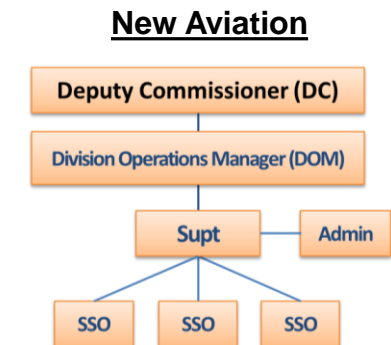 New Aviation
Deputy Commissioner (DC)
Division Operations Manager (DOM)
Supt
Admin
SSO
SSO
SSO